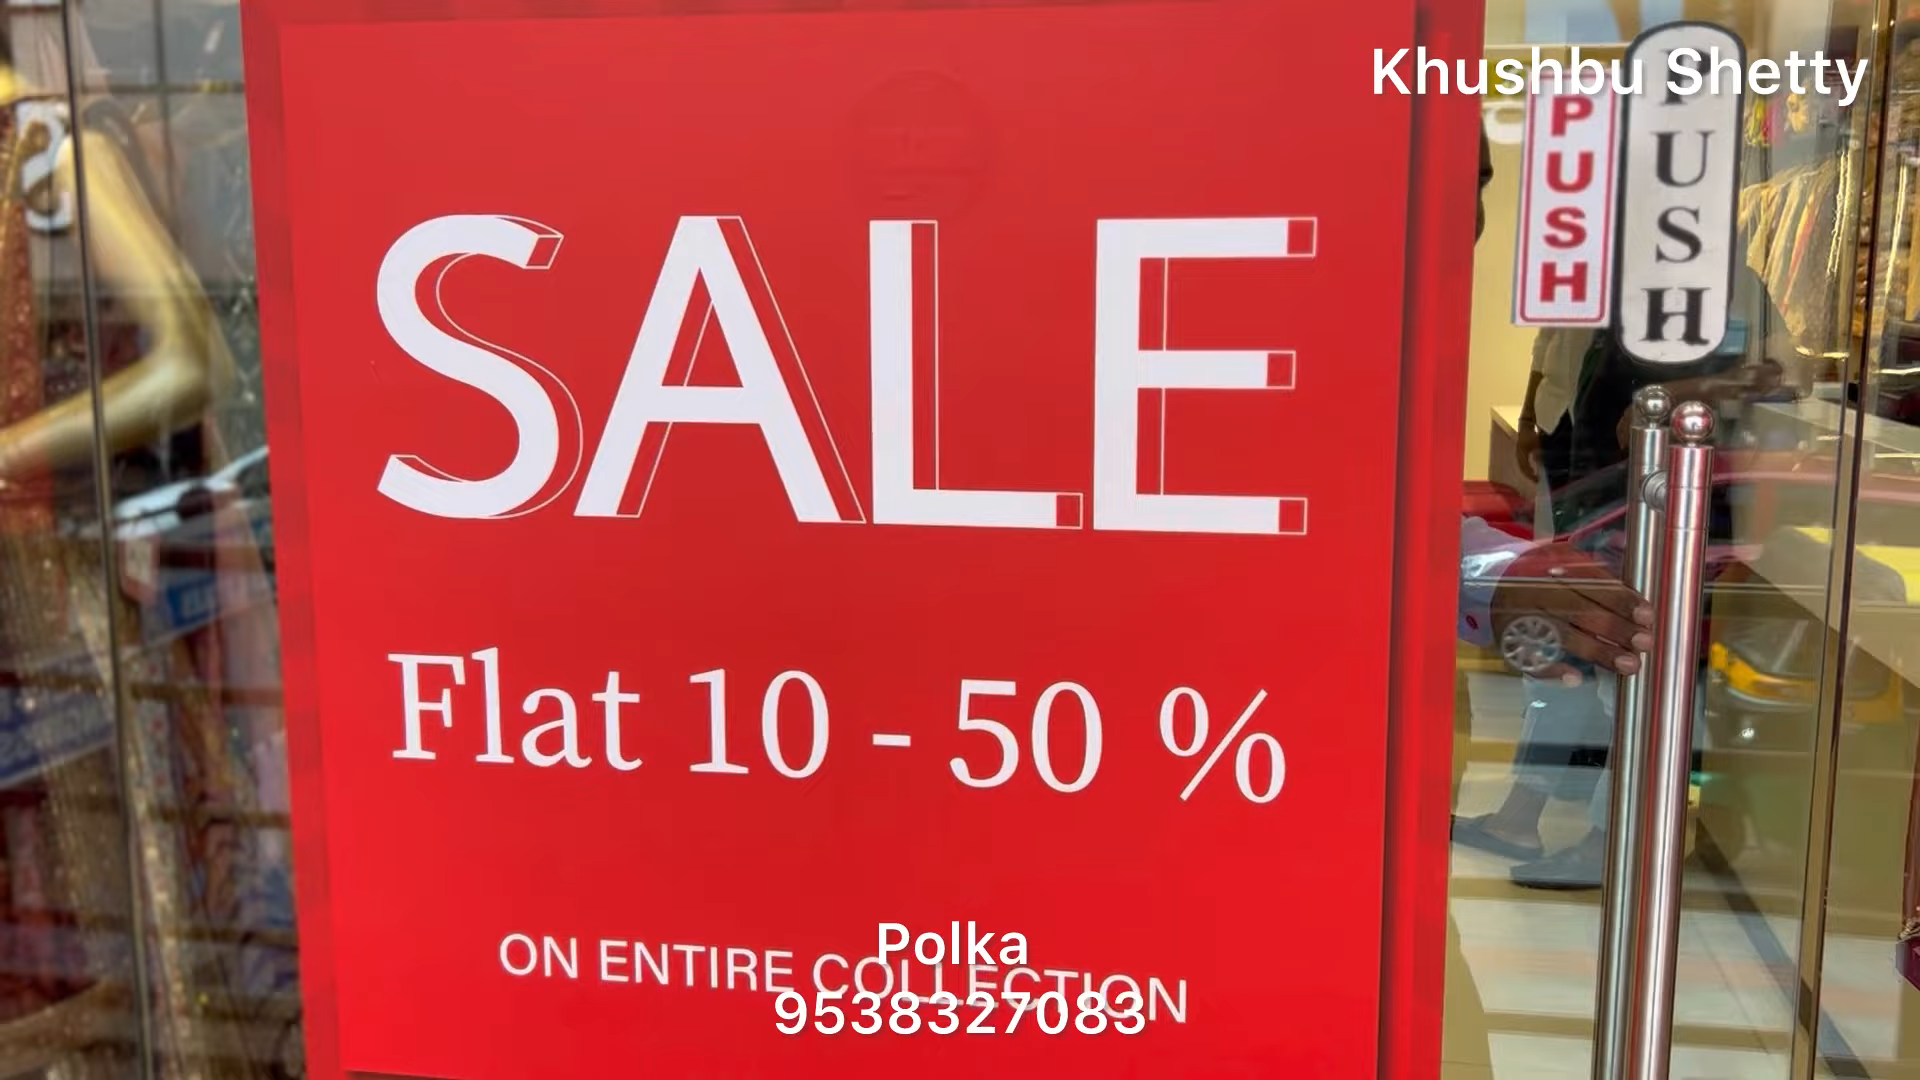 Khushbu Shetty
PUSH
PUSH
SALE
Flat 10 - 50 %
ON ENTIRE COLLECTION
Polka
9538327083